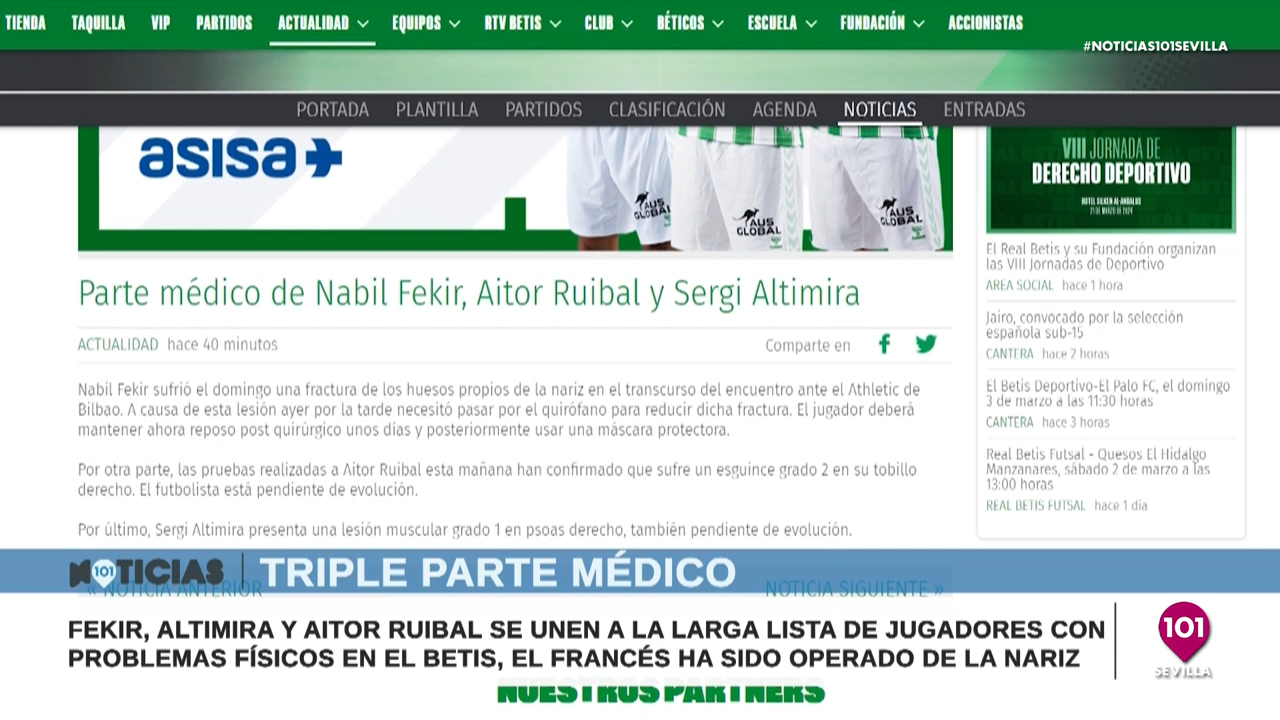 TIENDA TAQUILLA VIP PARTIDOS ACTUALIDAD EQUIPOS RTV BETIS CLUB BÉTICOS ESCUELA FUNDACIÓN ACCIONISTAS
#NOTICIAS101SEVILLA
PORTADA PLANTILLA PARTIDOS CLASIFICACIÓN AGENDA NOTICIAS ENTRADAS
asisa
AUS GLOBAL
AUS GLOBAL
AUS GLOBAL
VIII JORNADA DE
DERECHO DEPORTIVO
HOTEL SILKEN AL-ANDALUS
21 DE MARZO DE 2024
Parte médico de Nabil Fekir, Aitor Ruibal y Sergi Altimira
ACTUALIDAD hace 40 minutos
Comparte en
Nabil Fekir sufrió el domingo una fractura de los huesos propios de la nariz en el transcurso del encuentro ante el Athletic de
Bilbao. A causa de esta lesión ayer por la tarde necesitó pasar por el quirófano para reducir dicha fractura. El jugador deberá
mantener ahora reposo post quirúrgico unos días y posteriormente usar una máscara protectora.
Por otra parte, las pruebas realizadas a Aitor Ruibal esta mañana han confirmado que sufre un esguince grado 2 en su tobillo
derecho. El futbolista está pendiente de evolución.
Por último, Sergi Altimira presenta una lesión muscular grado 1 en psoas derecho, también pendiente de evolución.
El Real Betis y su Fundación organizan
las VIII Jornadas de Deportivo
AREA SOCIAL hace 1 hora
Jairo, convocado por la selección
española sub-15
CANTERA hace 2 horas
El Betis Deportivo-El Palo FC, el domingo
3 de marzo a las 11:30 horas
CANTERA hace 3 horas
Real Betis Futsal - Quesos El Hidalgo
Manzanares, sábado 2 de marzo a las
13:00 horas
REAL BETIS FUTSAL hace 1 día
NOTICIAS 101
TRIPLE PARTE MÉDICO
« NOTICIA ANTERIOR
NOTICIA SIGUIENTE »
FEKIR, ALTIMIRA Y AITOR RUIBAL SE UNEN A LA LARGA LISTA DE JUGADORES CON
PROBLEMAS FÍSICOS EN EL BETIS, EL FRANCÉS HA SIDO OPERADO DE LA NARIZ
101
SEVILLA
NUESTROS PARTNERS